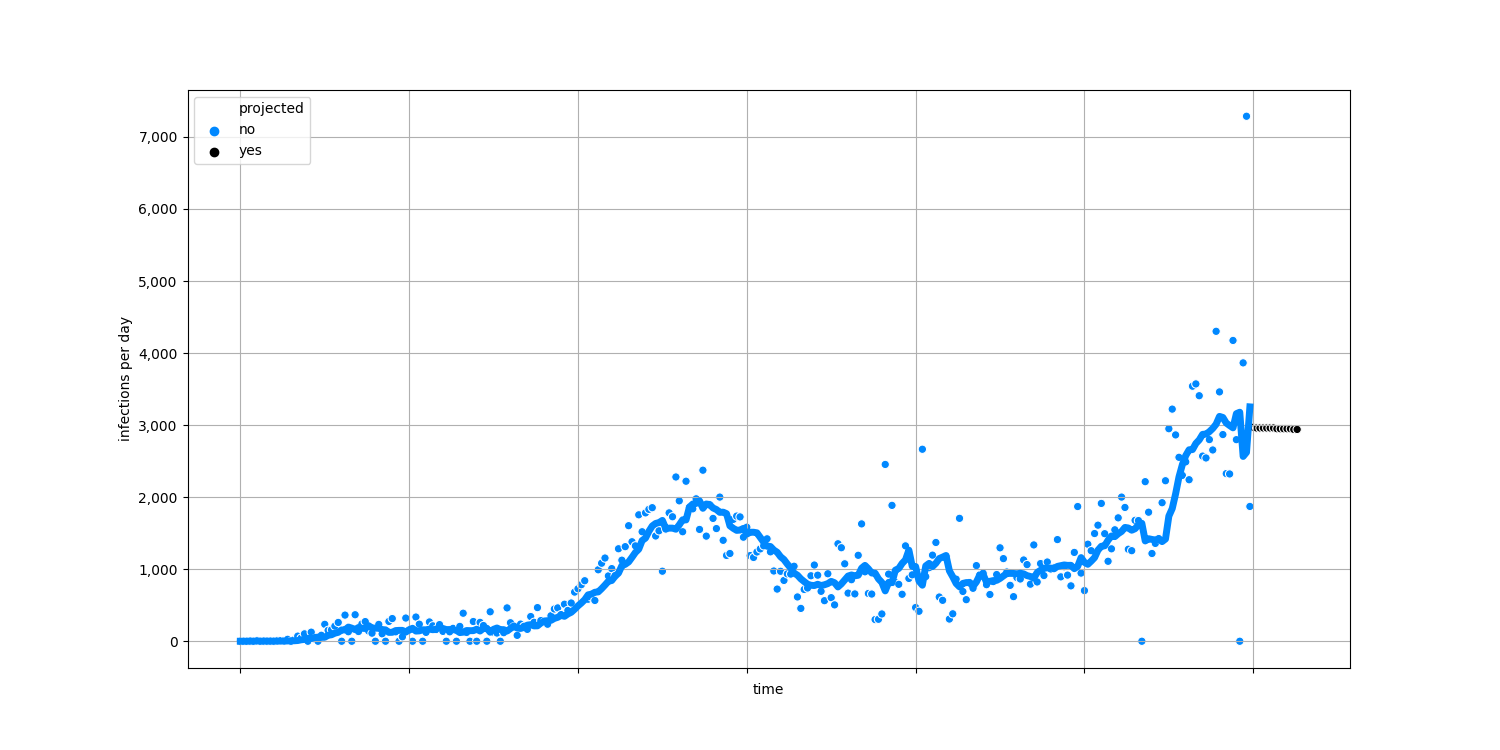 projected
no
yes
7,000
6,000
5,000
4,000
3,000
2,000
1,000
0
infections per day
time